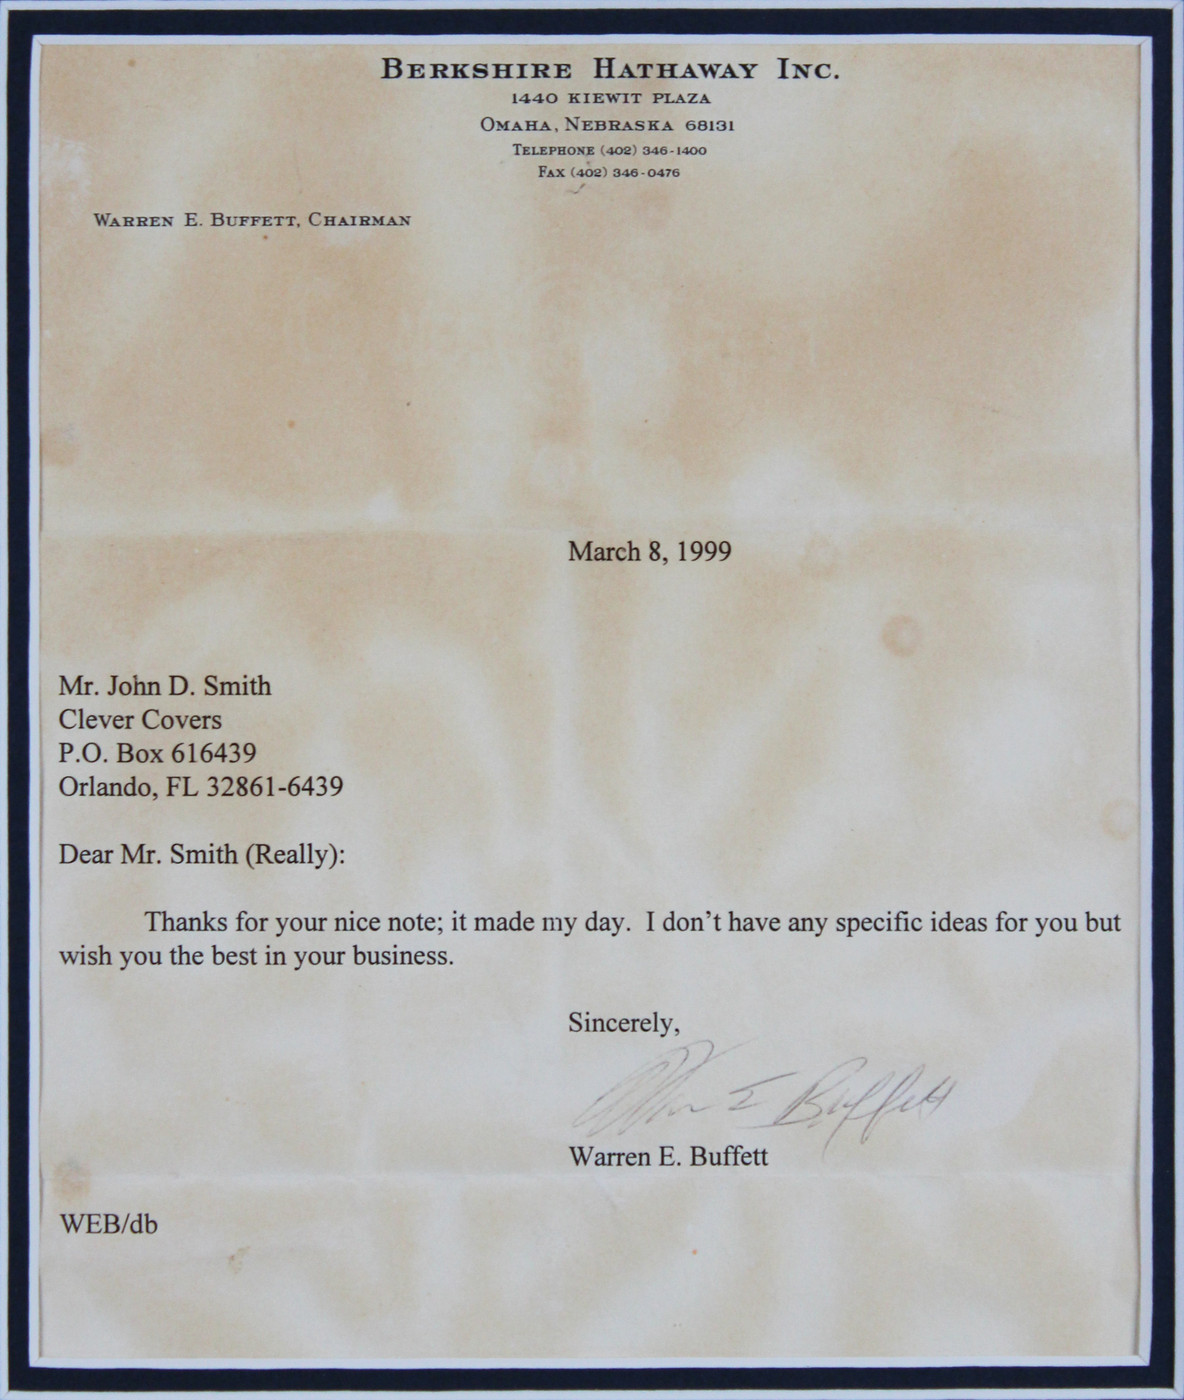 BERKSHIRE HATHAWAY INC.
1440 KIEWIT PLAZA
OMAHA, NEBRASKA 68131
TELEPHONE (402) 346-1400
FAX (402) 346-0476
WARREN E. BUFFETT, CHAIRMAN
March 8, 1999
Mr. John D. Smith
Clever Covers
P.O. Box 616439
Orlando, FL 32861-6439
Dear Mr. Smith (Really):
Thanks for your nice note; it made my day. I don’t have any specific ideas for you but
wish you the best in your business.
Sincerely,
Warren E Buffett
Warren E. Buffett
WEB/db